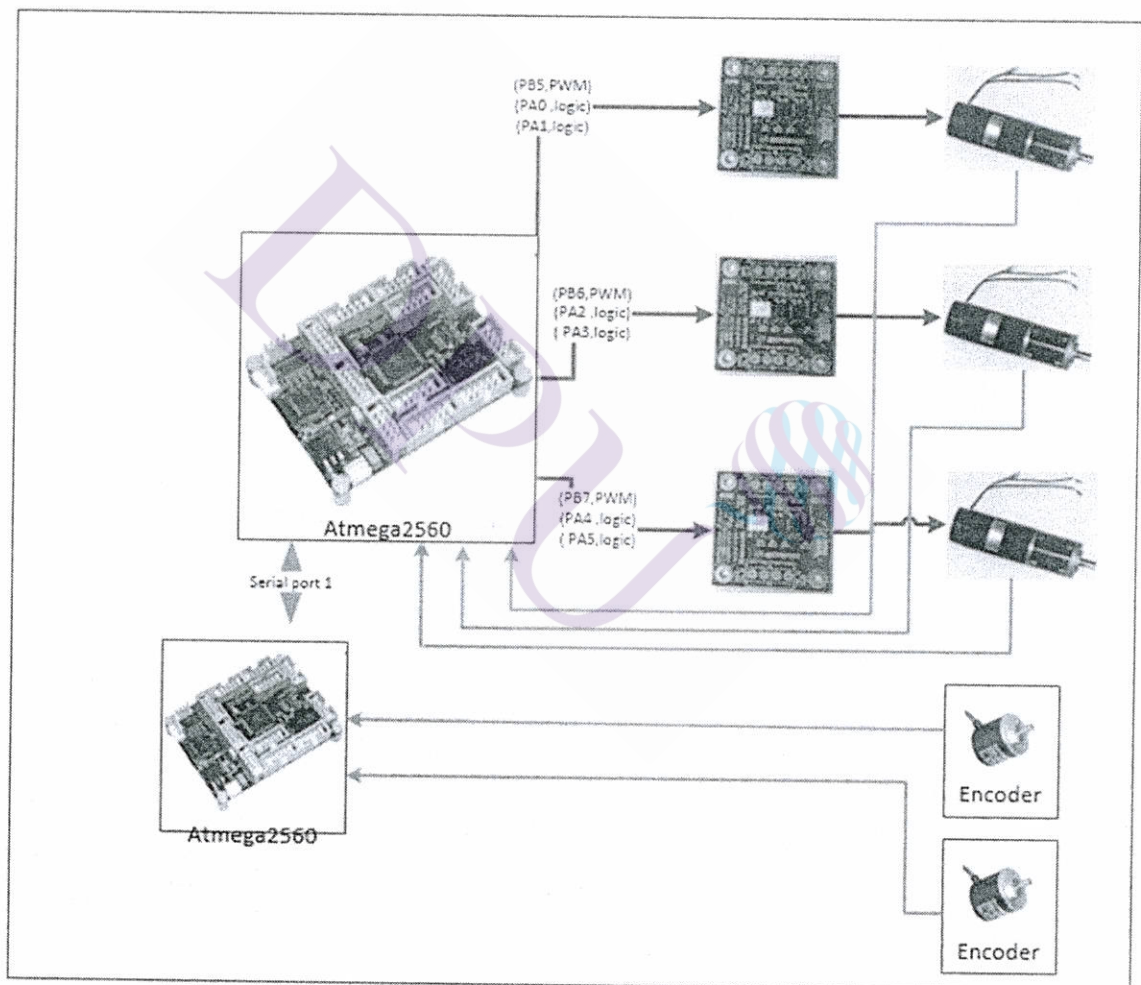 (PB5,PWM)
(PA0 ,logic)
(PA1,logic)
(PB6,PWM)
(PA2 ,logic)
( PA3,logic)
(PB7,PWM)
(PA4 ,logic)
( PA5,logic)
Atmega2560
Serial port 1
Atmega2560
Encoder
Encoder
LPU